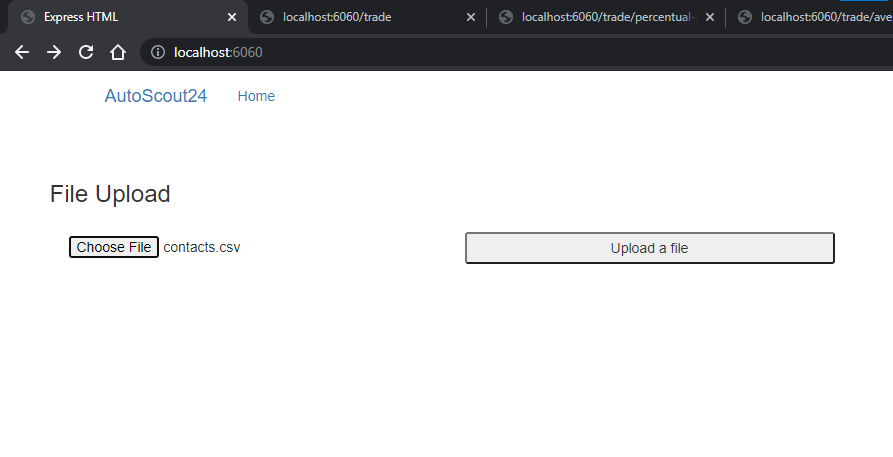 Express HTML
localhost:6060/trade
localhost:6060/trade/percentual-
localhost:6060/trade/ave
localhost:6060
AutoScout24 Home
File Upload
Choose File contacts.csv
Upload a file